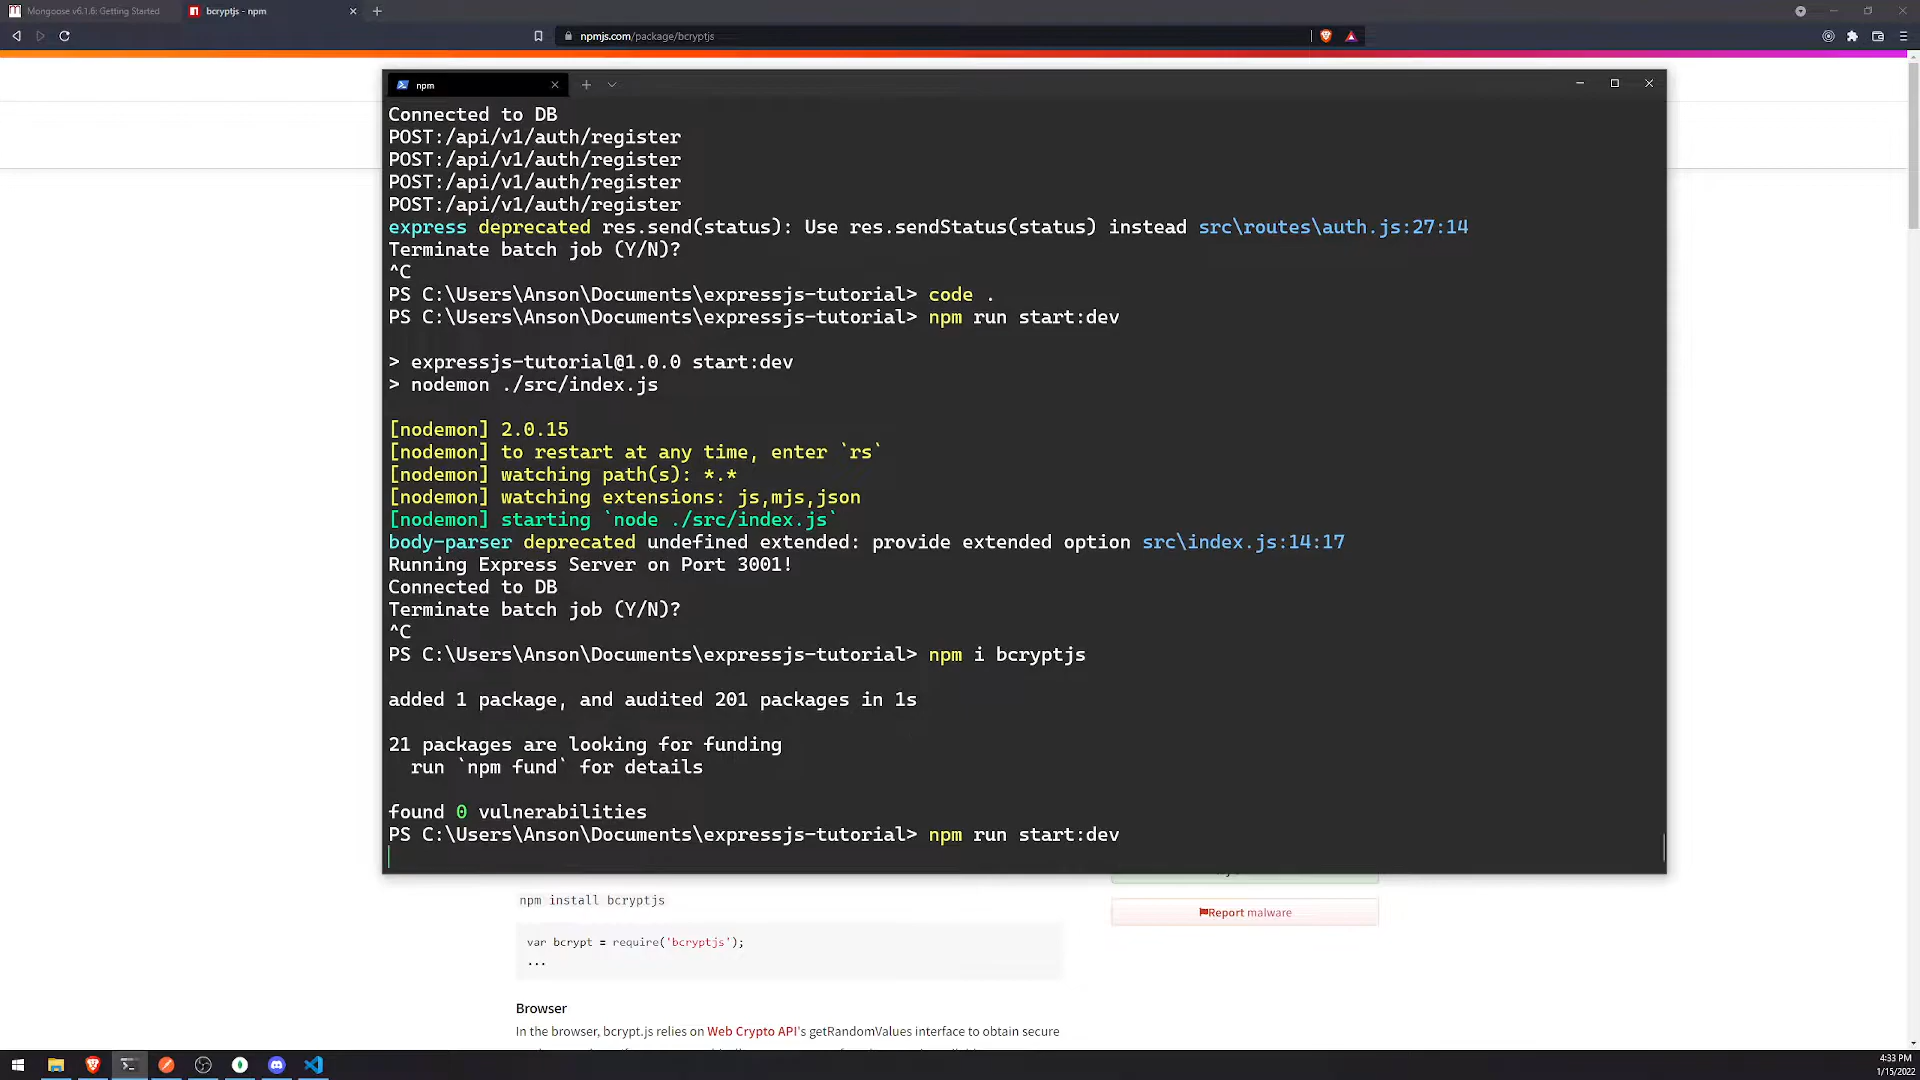 Mongoose v6.1.6: Getting Started
bcryptjs - npm
npmjs.com/package/bcryptjs
npm
Connected to DB
POST:/api/v1/auth/register
POST:/api/v1/auth/register
POST:/api/v1/auth/register
POST:/api/v1/auth/register
express deprecated res.send(status): Use res.sendStatus(status) instead src\routes\auth.js:27:14
Terminate batch job (Y/N)?
^C
PS C:\Users\Anson\Documents\expressjs-tutorial> code .
PS C:\Users\Anson\Documents\expressjs-tutorial> npm run start:dev
> expressjs-tutorial@1.0.0 start:dev
> nodemon ./src/index.js
[nodemon] 2.0.15
[nodemon] to restart at any time, enter `rs`
[nodemon] watching path(s): *.*
[nodemon] watching extensions: js,mjs,json
[nodemon] starting `node ./src/index.js`
body-parser deprecated undefined extended: provide extended option src\index.js:14:17
Running Express Server on Port 3001!
Connected to DB
Terminate batch job (Y/N)?
^C
PS C:\Users\Anson\Documents\expressjs-tutorial> npm i bcryptjs
added 1 package, and audited 201 packages in 1s
21 packages are looking for funding
run `npm fund` for details
found 0 vulnerabilities
PS C:\Users\Anson\Documents\expressjs-tutorial> npm run start:dev
npm install bcryptjs
Report malware
var bcrypt = require('bcryptjs');
...
Browser
In the browser, bcrypt.js relies on Web Crypto API's getRandomValues interface to obtain secure
4:33 PM
1/15/2022